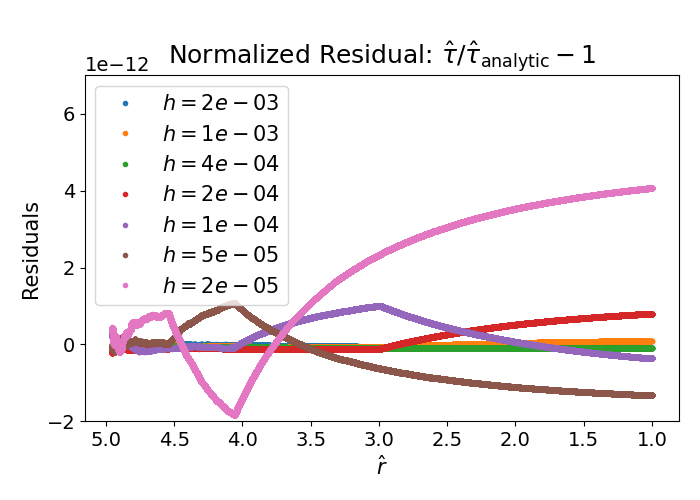 Normalized Residual: τ̂/τ̂analytic − 1
1e−12
6
4
2
0
−2
Residuals
h = 2e − 03
h = 1e − 03
h = 4e − 04
h = 2e − 04
h = 1e − 04
h = 5e − 05
h = 2e − 05
5.0 4.5 4.0 3.5 3.0 2.5 2.0 1.5 1.0
r̂